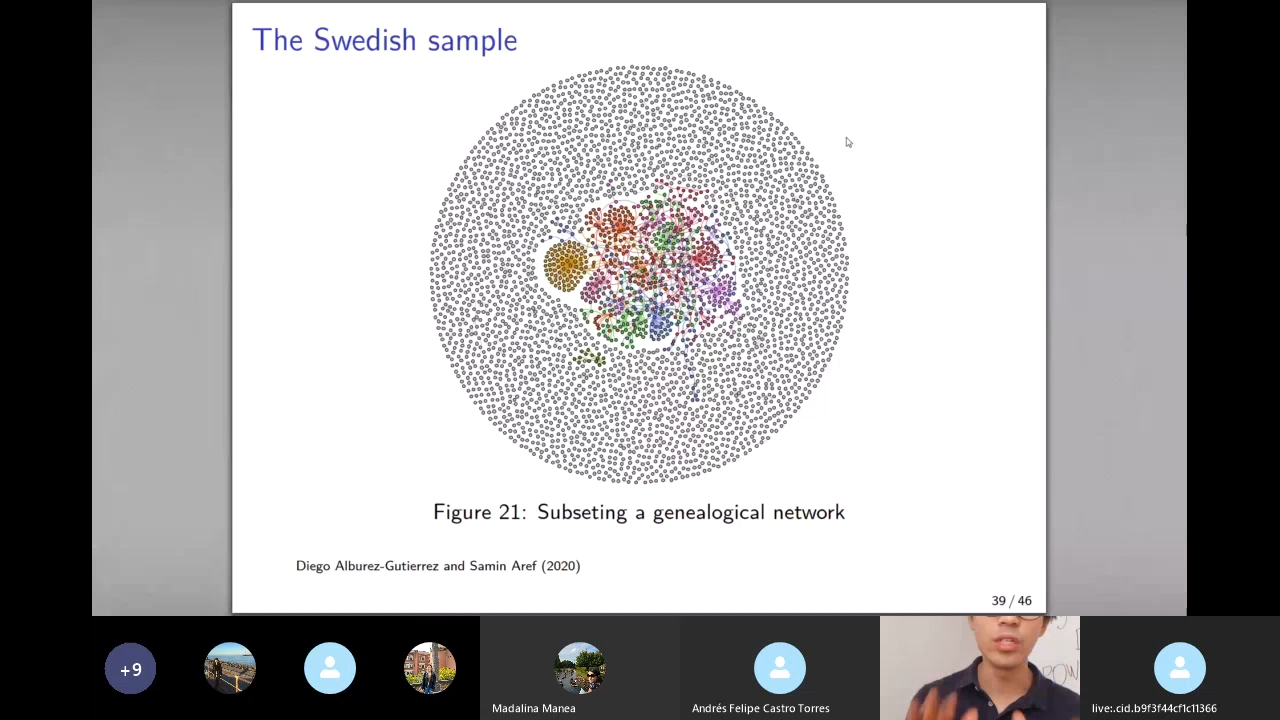 The Swedish sample
Figure 21: Subseting a genealogical network
Diego Alburez-Gutierrez and Samin Aref (2020)
39 / 46
+9
Madalina Manea
Andrés Felipe Castro Torres
live:.cid.b9f3f44cf1c11366